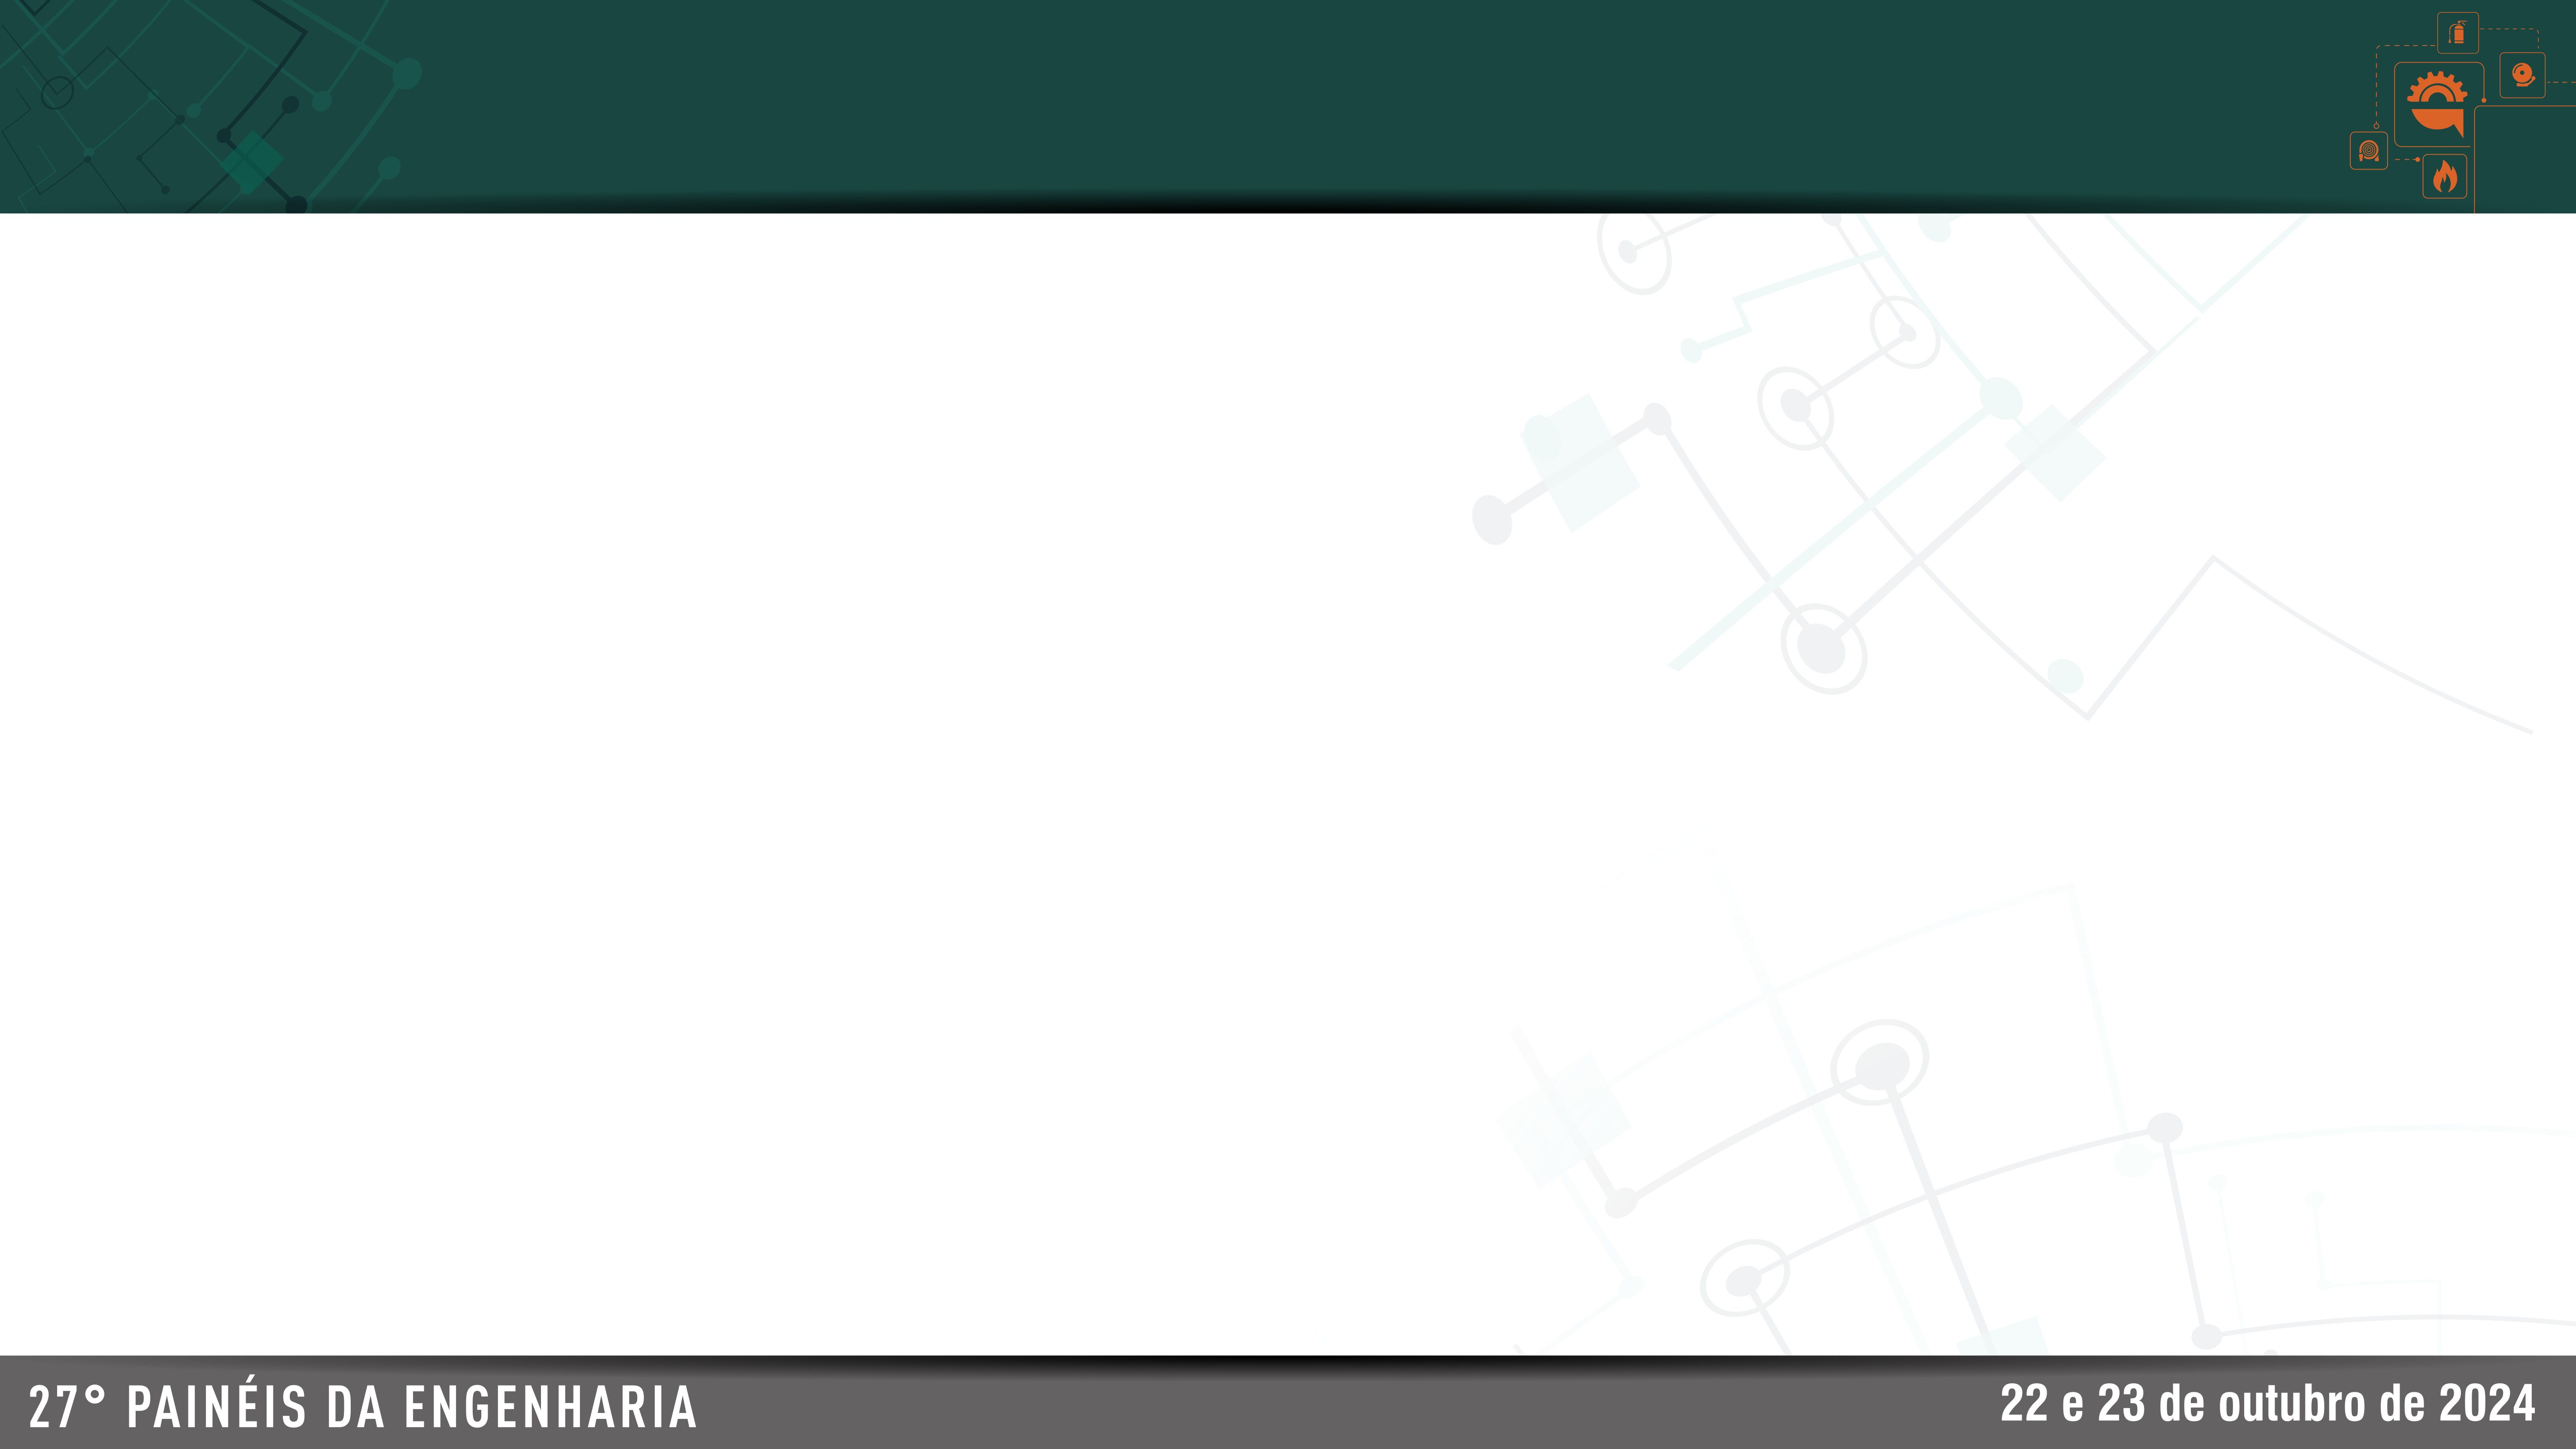 27° PAINÉIS DA ENGENHARIA
22 e 23 de outubro de 2024